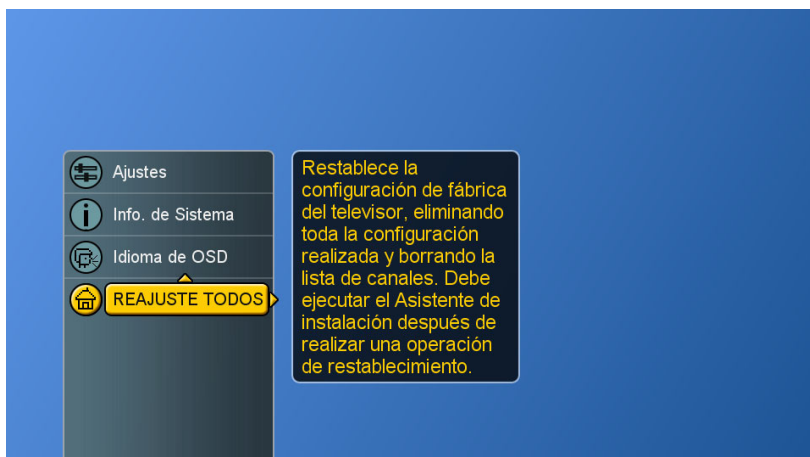 Ajustes
Info. de Sistema
Idioma de OSD
REAJUSTE TODOS
Restablece la
configuración de fábrica
del televisor, eliminando
toda la configuración
realizada y borrando la
lista de canales. Debe
ejecutar el Asistente de
instalación después de
realizar una operación
de restablecimiento.